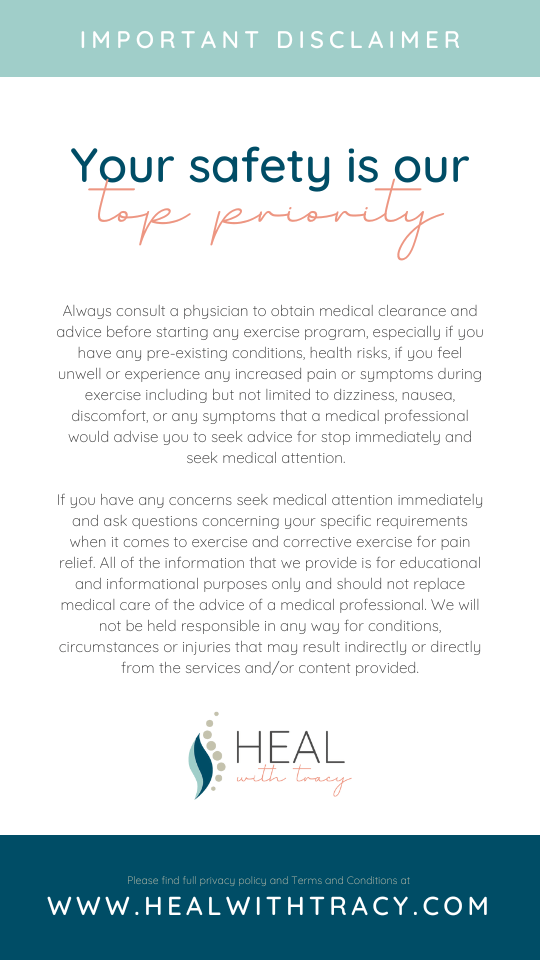 IMPORTANT DISCLAIMER
Your safety is our
top priority
Always consult a physician to obtain medical clearance and
advice before starting any exercise program, especially if you
have any pre-existing conditions, health risks, if you feel
unwell or experience any increased pain or symptoms during
exercise including but not limited to dizziness, nausea,
discomfort, or any symptoms that a medical professional
would advise you to seek advice for stop immediately and
seek medical attention.
If you have any concerns seek medical attention immediately
and ask questions concerning your specific requirements
when it comes to exercise and corrective exercise for pain
relief. All of the information that we provide is for educational
and informational purposes only and should not replace
medical care of the advice of a medical professional. We will
not be held responsible in any way for conditions,
circumstances or injuries that may result indirectly or directly
from the services and/or content provided.
HEAL
with tracy
Please find full privacy policy and Terms and Conditions at
WWW.HEALWITHTRACY.COM